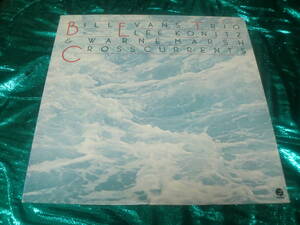 BILL EVANS TRIO
LEE KONITZ
& WARNE MARSH
CROSSCURRENTS